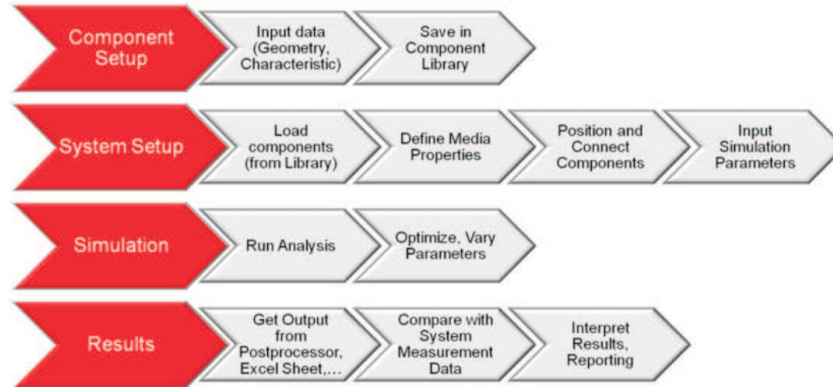 Component
Setup
Input data
(Geometry,
Characteristic)
Save in
Component
Library
System Setup
Load
components
(from Library)
Define Media
Properties
Position and
Connect
Components
Input
Simulation
Parameters
Simulation
Run Analysis
Optimize, Vary
Parameters
Results
Get Output
from
Postprocessor,
Excel Sheet,...
Compare with
System
Measurement
Data
Interpret
Results,
Reporting